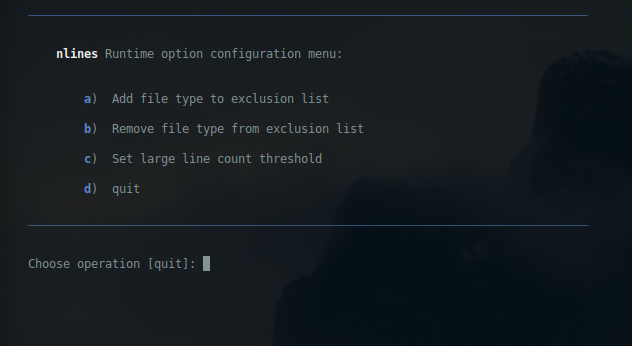 nlines Runtime option configuration menu:
a) Add file type to exclusion list
b) Remove file type from exclusion list
c) Set large line count threshold
d) quit
Choose operation [quit]: